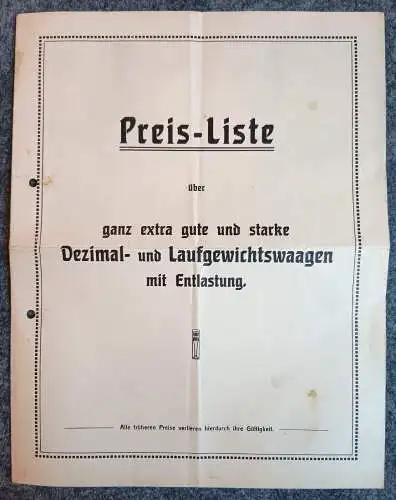 Preis-Liste
über
ganz extra gute und starke
Dezimal- und Laufgewichtswaagen
mit Entlastung.
Alle früheren Preise verlieren hierdurch ihre Gültigkeit.